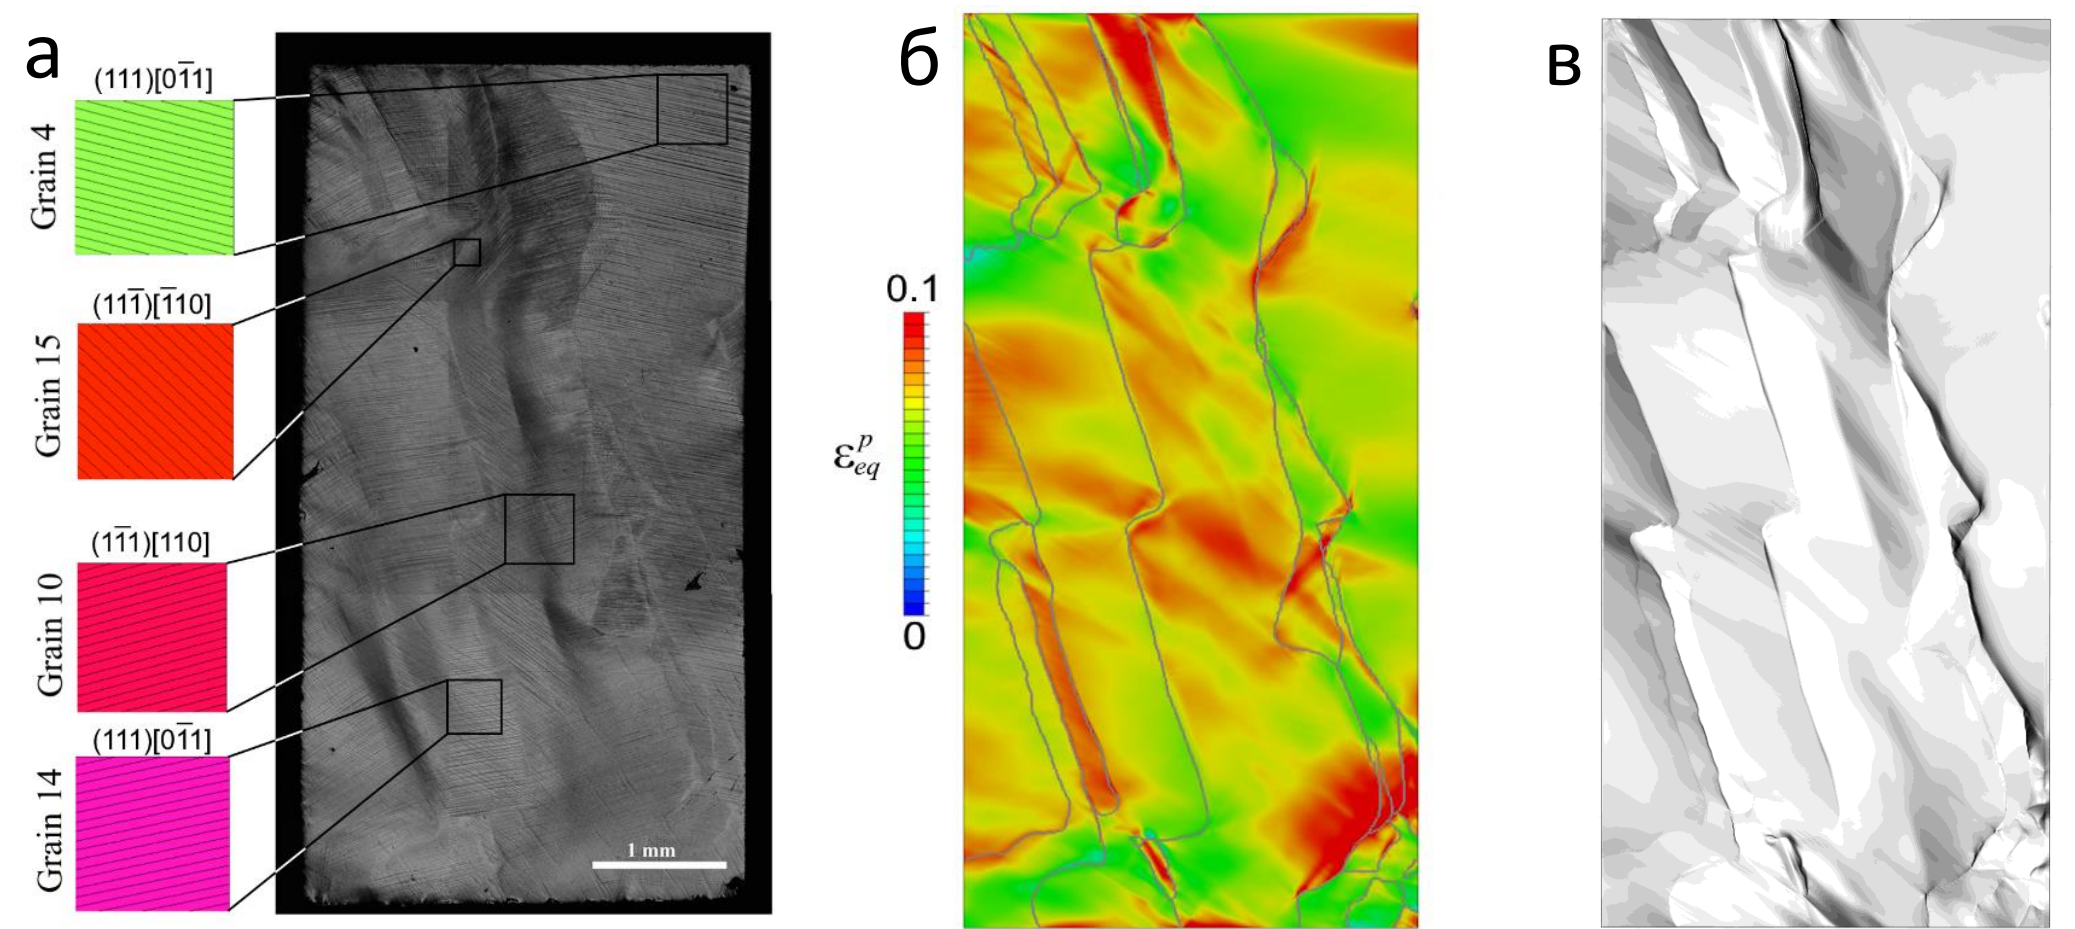 а
(111)[01̅1]
Grain 4
(111̅)[1̅10]
Grain 15
(11̅1)[110]
Grain 10
(111)[01̅1]
Grain 14
1 mm
б
0.1
ε^p_eq
0
в